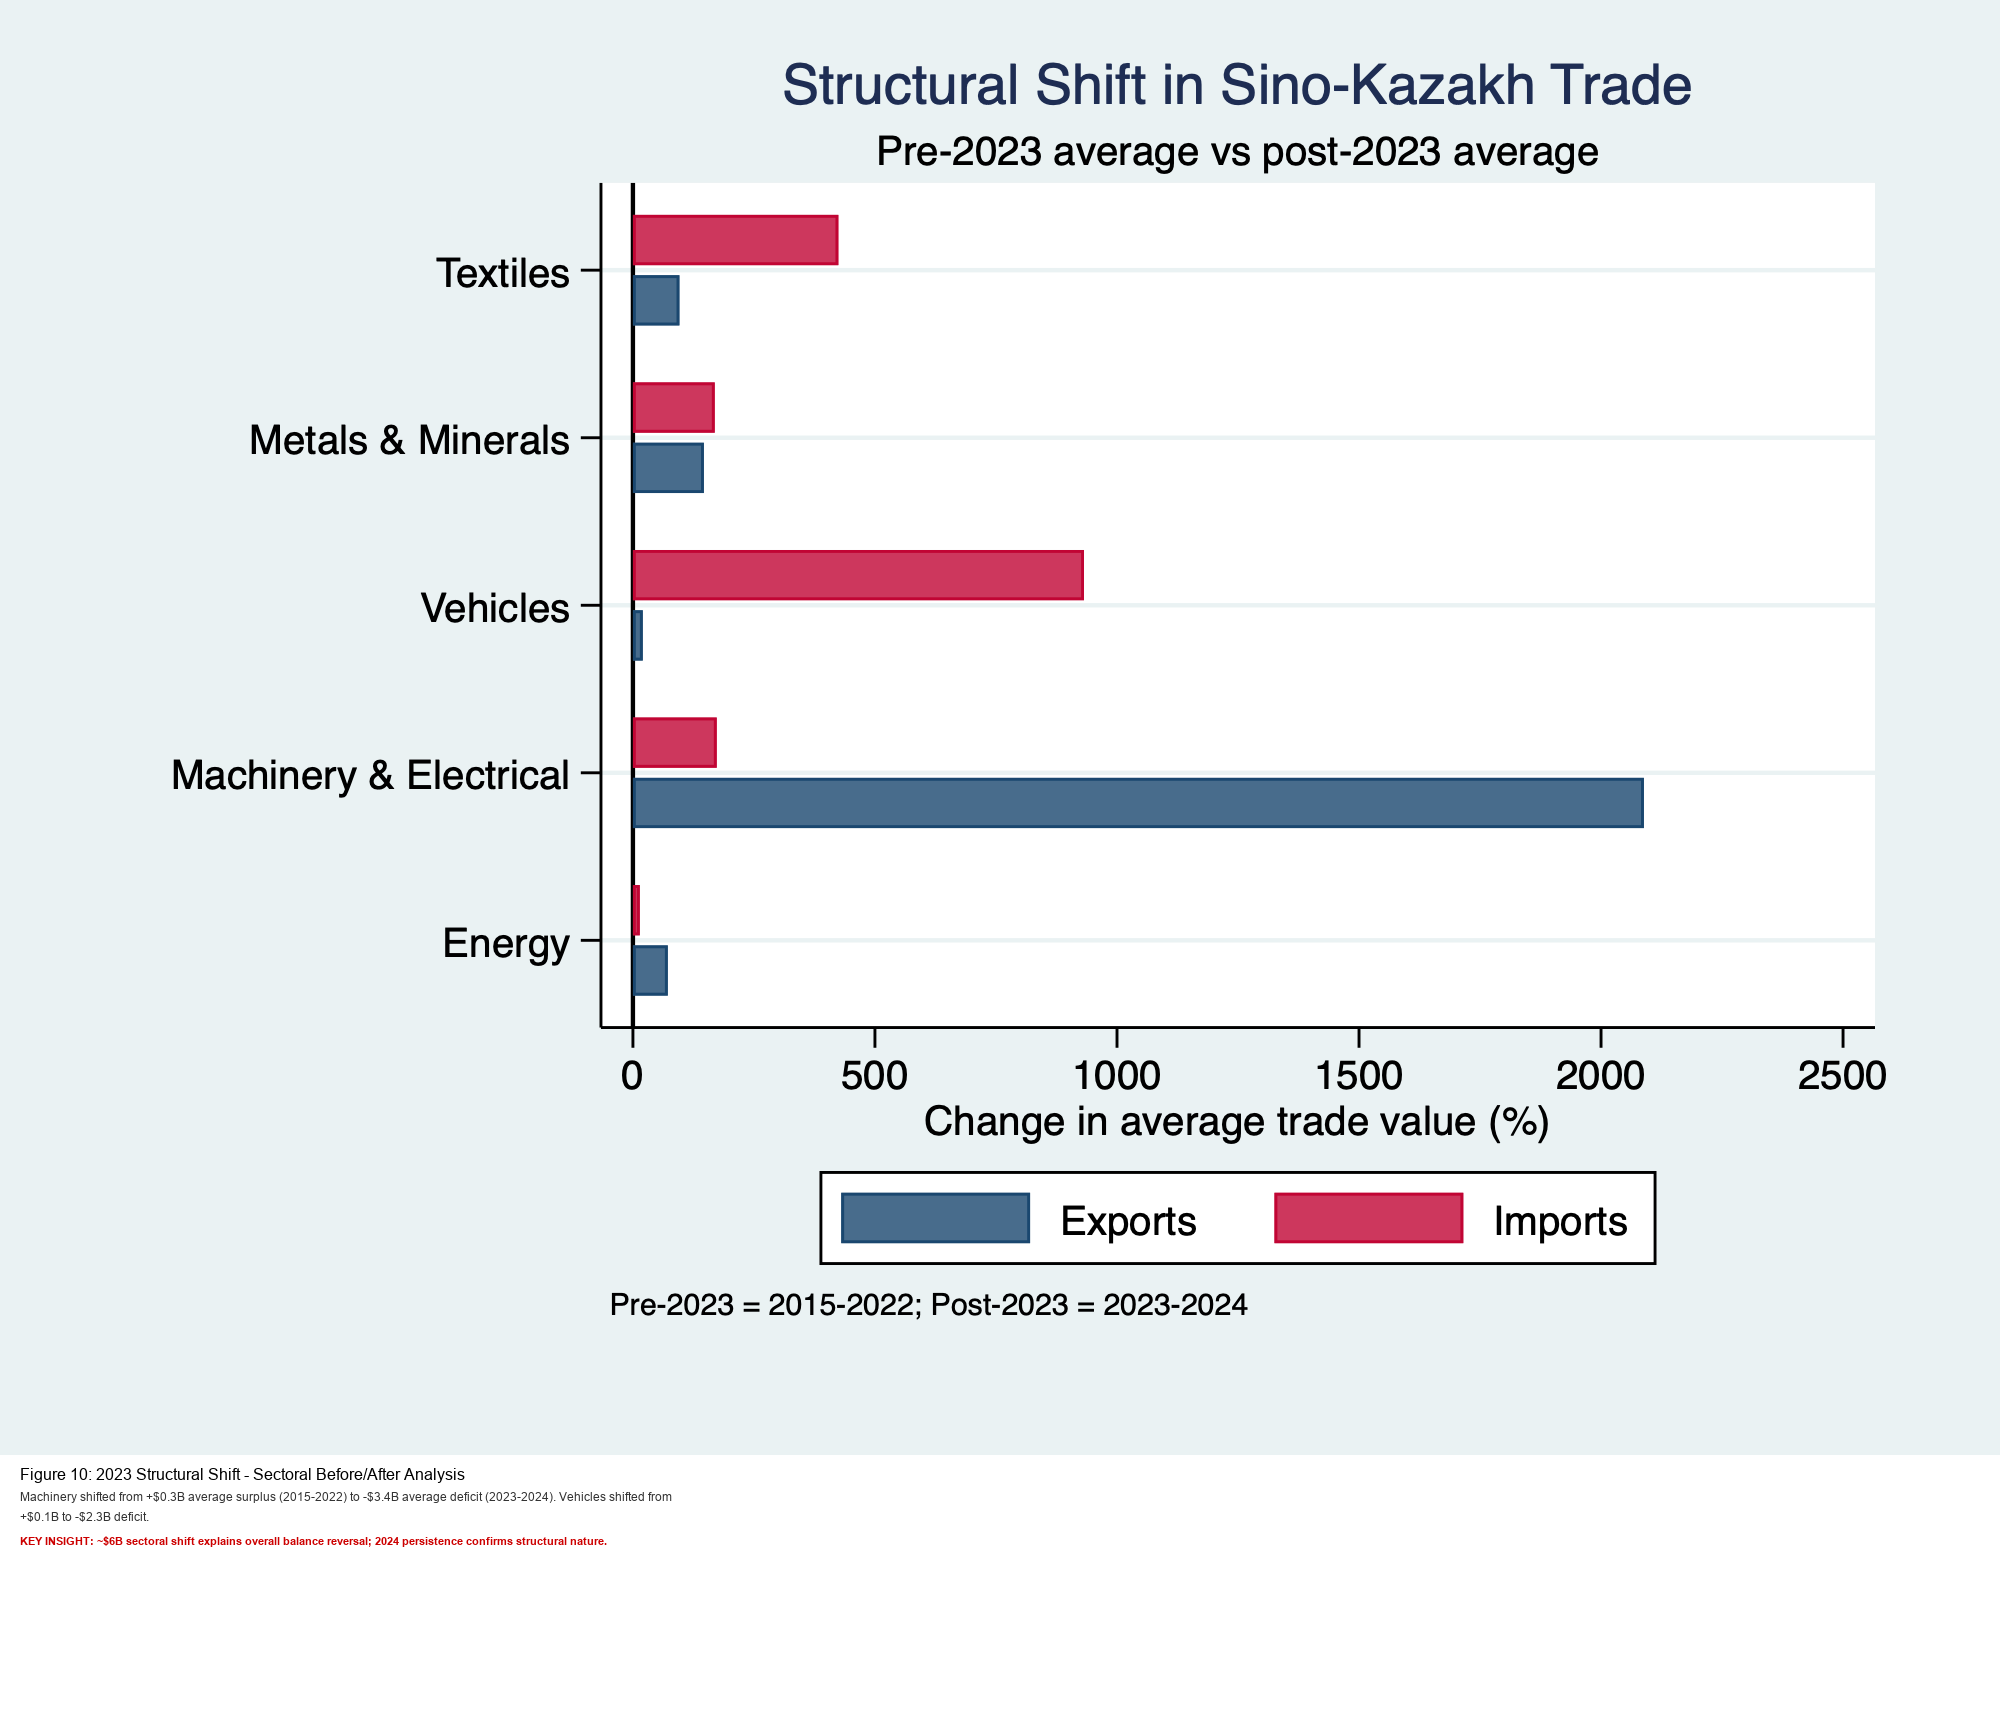 Structural Shift in Sino-Kazakh Trade
Pre-2023 average vs post-2023 average
Textiles
Metals & Minerals
Vehicles
Machinery & Electrical
Energy
0 500 1000 1500 2000 2500
Change in average trade value (%)
Exports Imports
Pre-2023 = 2015-2022; Post-2023 = 2023-2024
Figure 10: 2023 Structural Shift - Sectoral Before/After Analysis
Machinery shifted from +$0.3B average surplus (2015-2022) to -$3.4B average deficit (2023-2024). Vehicles shifted from
+$0.1B to -$2.3B deficit.
KEY INSIGHT: ~$6B sectoral shift explains overall balance reversal; 2024 persistence confirms structural nature.